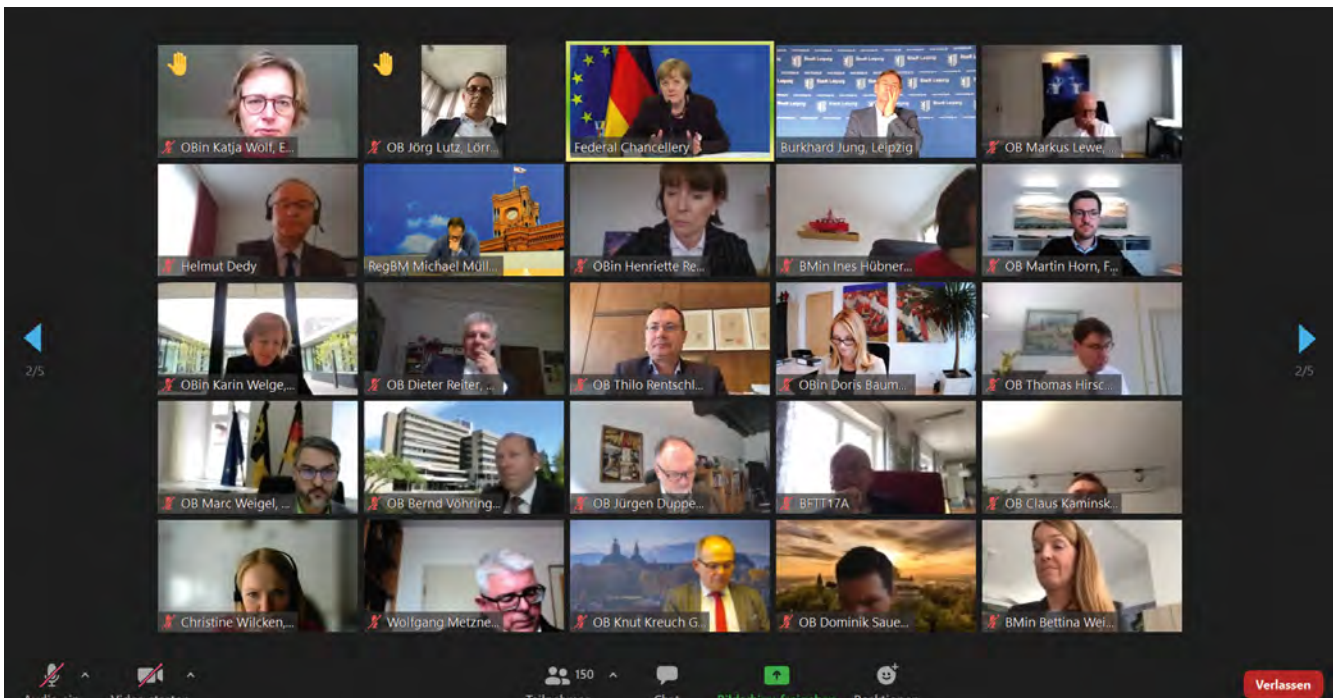 OBin Katja Wolf, E...
OB Jörg Lutz, Lörr...
Federal Chancellery
Stadt Leipzig
Burkhard Jung, Leipzig
OB Markus Lewe, ...
Helmut Dedy
RegBM Michael Müll...
OBin Henriette Re...
BMin Ines Hübner...
OB Martin Horn, F...
2/5
OBin Karin Welge,...
OB Dieter Reiter, ...
OB Thilo Rentschl...
OBin Doris Baum...
OB Thomas Hirsc...
2/5
OB Marc Weigel, ...
OB Bernd Vöhring...
OB Jürgen Duppe...
BFTT17A
OB Claus Kaminsk...
Christine Wilcken,...
Wolfgang Metzne...
OB Knut Kreuch G...
OB Dominik Saue...
BMin Bettina Wei...
150
Verlassen